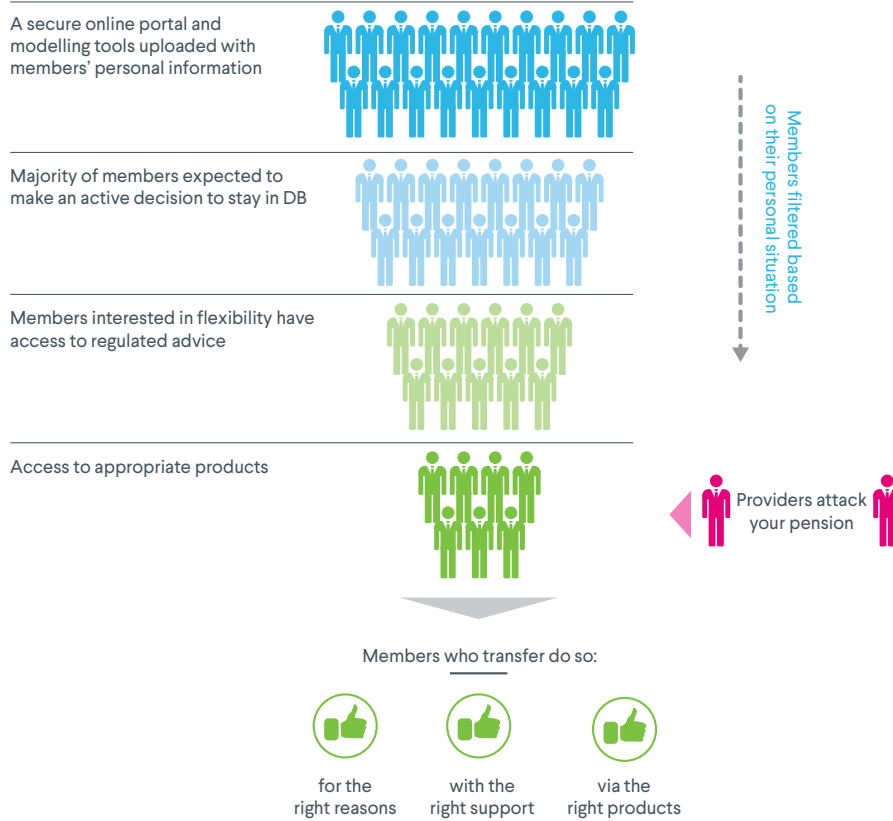 A secure online portal and
modelling tools uploaded with
members’ personal information
Members filtered based
on their personal situation
Majority of members expected to
make an active decision to stay in DB
Members interested in flexibility have
access to regulated advice
Access to appropriate products
Providers attack
your pension
Members who transfer do so:
for the
right reasons
with the
right support
via the
right products